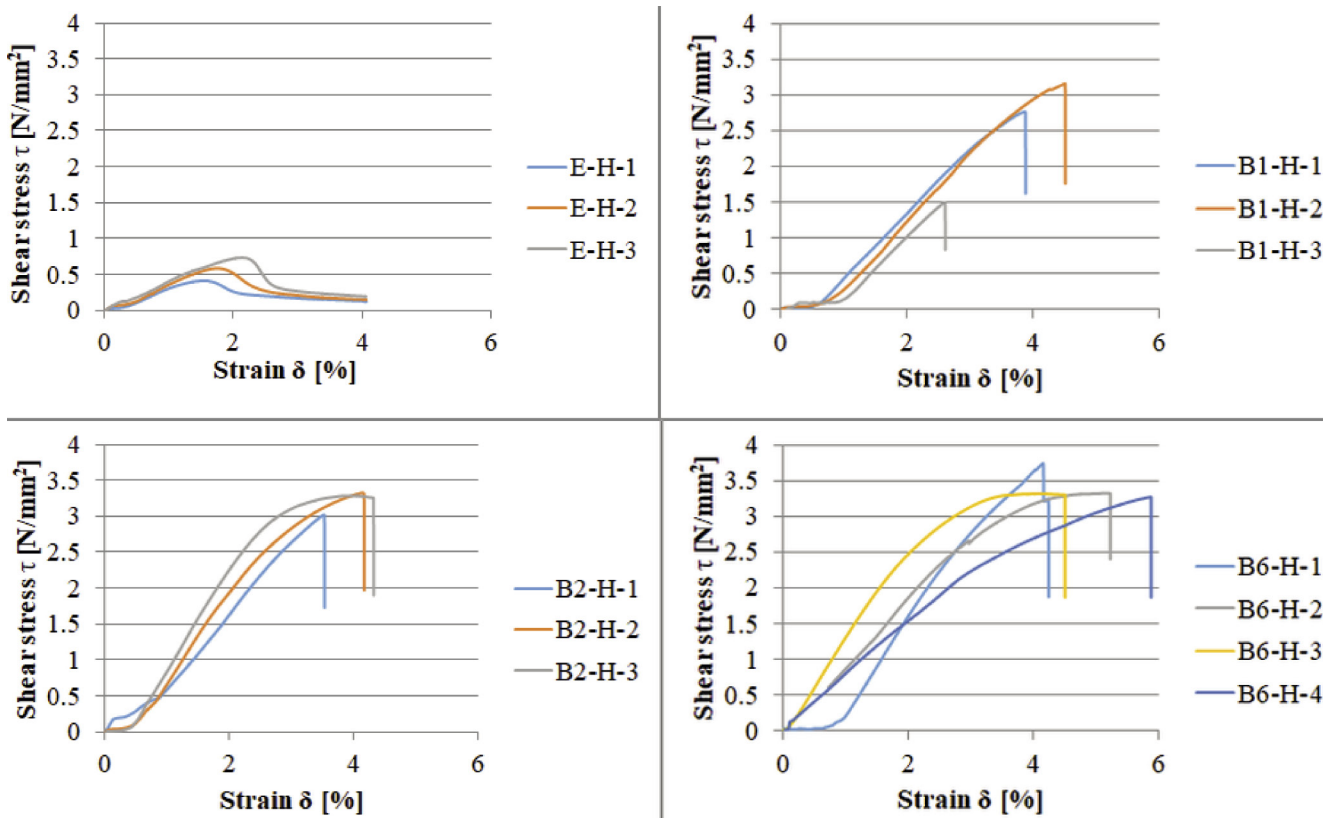 4
3.5
3
2.5
2
1.5
1
0.5
0
Shear stress τ [N/mm²]
0 2 4 6
Strain δ [%]
E-H-1
E-H-2
E-H-3
4
3.5
3
2.5
2
1.5
1
0.5
0
Shear stress τ [N/mm²]
0 2 4 6
Strain δ [%]
B1-H-1
B1-H-2
B1-H-3
4
3.5
3
2.5
2
1.5
1
0.5
0
Shear stress τ [N/mm²]
0 2 4 6
Strain δ [%]
B2-H-1
B2-H-2
B2-H-3
4
3.5
3
2.5
2
1.5
1
0.5
0
Shear stress τ [N/mm²]
0 2 4 6
Strain δ [%]
B6-H-1
B6-H-2
B6-H-3
B6-H-4